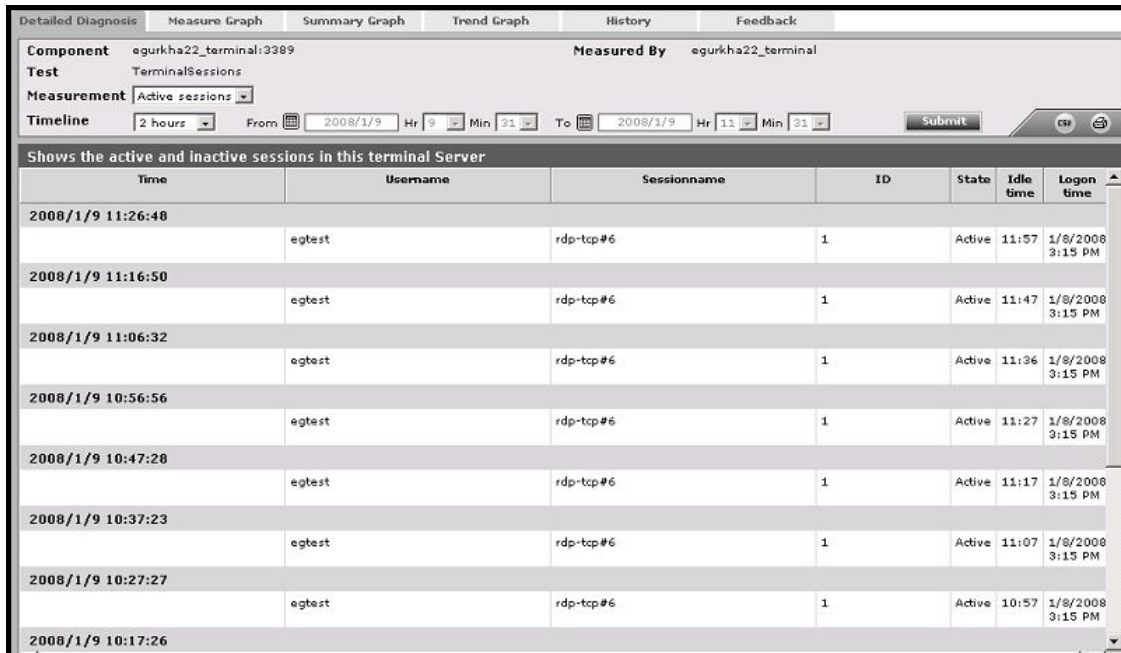 Detailed Diagnosis Measure Graph Summary Graph Trend Graph History Feedback
Component egurkha22_terminal:3389 Measured By egurkha22_terminal
Test TerminalSessions
Measurement Active sessions
Timeline 2 hours From 2008/1/9 Hr 9 Min 31 To 2008/1/9 Hr 11 Min 31 Submit CSV
Shows the active and inactive sessions in this terminal Server
Time Username Sessionname ID State Idle time Logon time
2008/1/9 11:26:48
egtest rdp-tcp#6 1 Active 11:57 1/8/2008 3:15 PM
2008/1/9 11:16:50
egtest rdp-tcp#6 1 Active 11:47 1/8/2008 3:15 PM
2008/1/9 11:06:32
egtest rdp-tcp#6 1 Active 11:36 1/8/2008 3:15 PM
2008/1/9 10:56:56
egtest rdp-tcp#6 1 Active 11:27 1/8/2008 3:15 PM
2008/1/9 10:47:28
egtest rdp-tcp#6 1 Active 11:17 1/8/2008 3:15 PM
2008/1/9 10:37:23
egtest rdp-tcp#6 1 Active 11:07 1/8/2008 3:15 PM
2008/1/9 10:27:27
egtest rdp-tcp#6 1 Active 10:57 1/8/2008 3:15 PM
2008/1/9 10:17:26